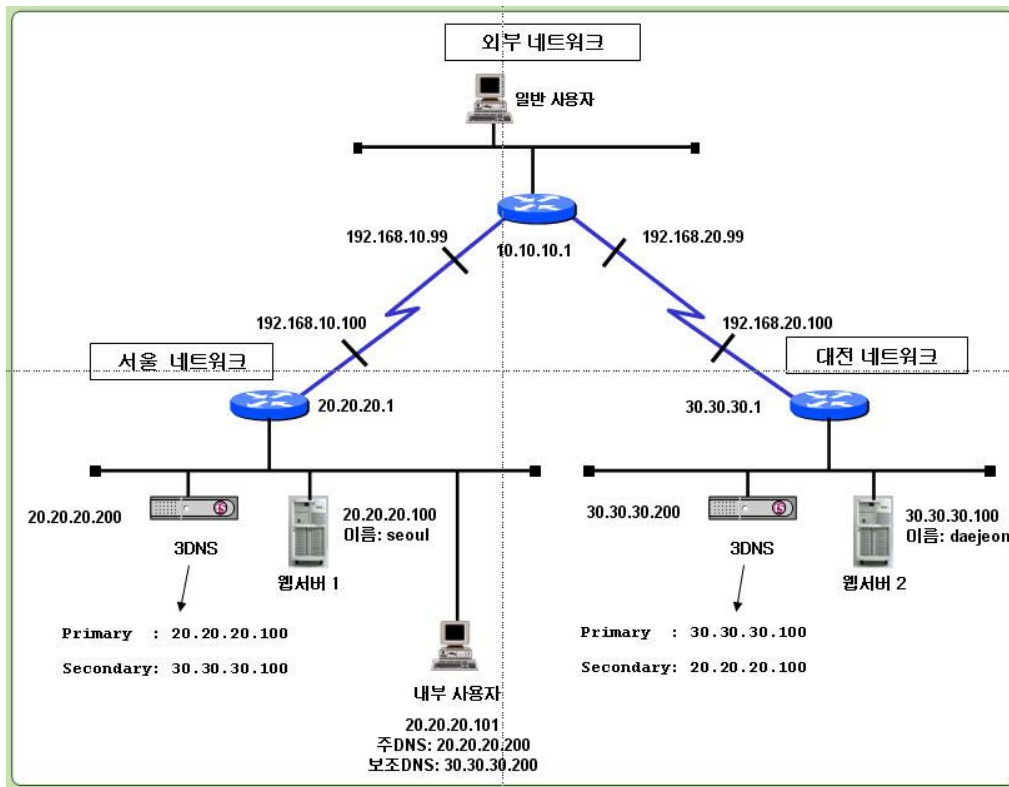 외부 네트워크
일반 사용자
192.168.10.99
10.10.10.1
192.168.20.99
192.168.10.100
192.168.20.100
서울 네트워크
대전 네트워크
20.20.20.1
30.30.30.1
20.20.20.200
3DNS
20.20.20.100
이름: seoul
웹서버 1
30.30.30.200
3DNS
30.30.30.100
이름: daejeon
웹서버 2
Primary : 20.20.20.100
Secondary: 30.30.30.100
Primary : 30.30.30.100
Secondary: 20.20.20.100
내부 사용자
20.20.20.101
주DNS: 20.20.20.200
보조DNS: 30.30.30.200